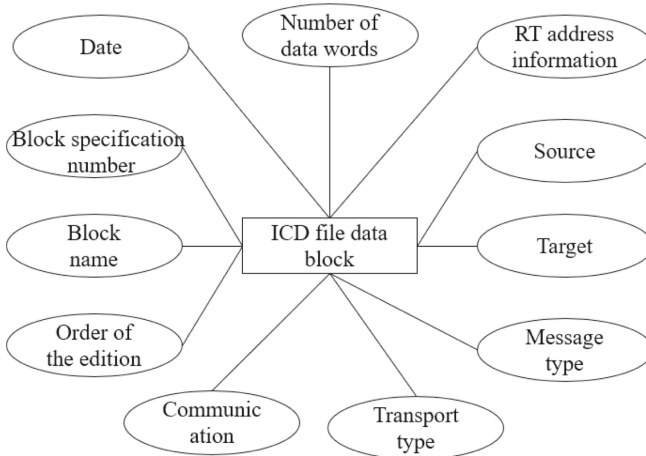 Date
Number of
data words
RT address
information
Block specification
number
Source
Block
name
ICD file data
block
Target
Order of
the edition
Message
type
Communic
ation
Transport
type